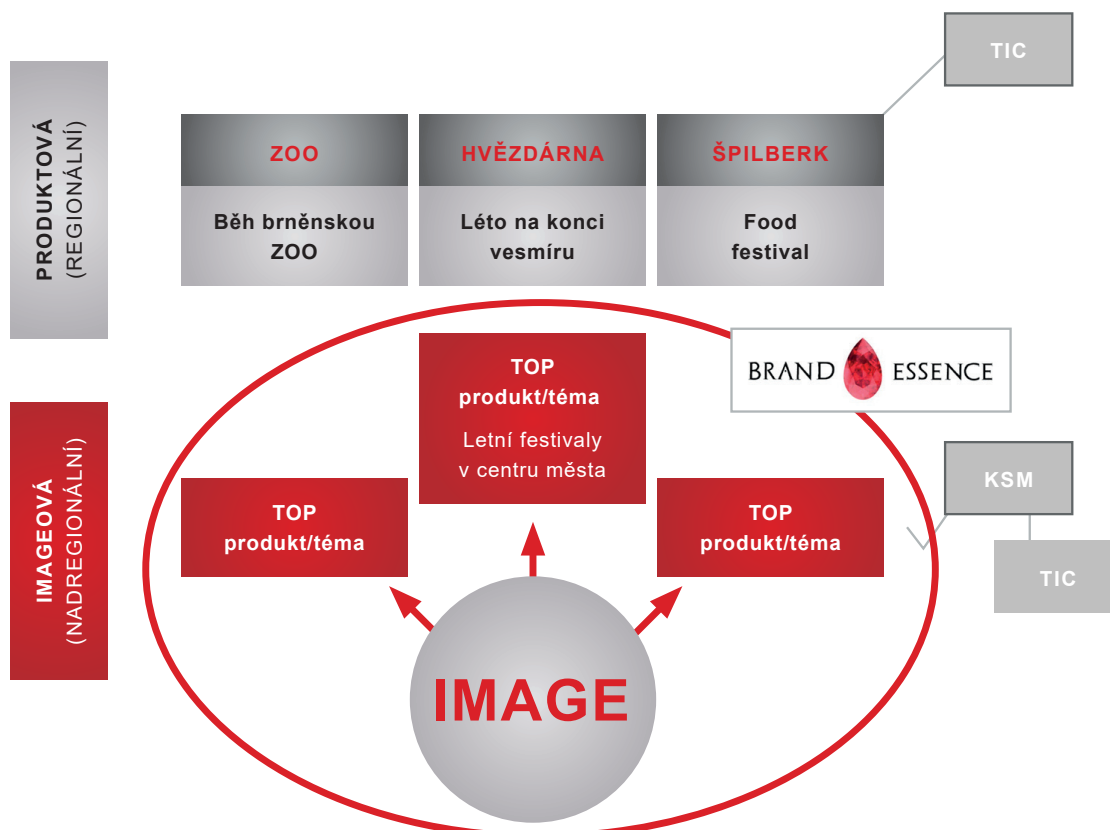 TIC
PRODUKTOVÁ
(REGIONÁLNÍ)
ZOO
Běh brněnskou
ZOO
HVĚZDÁRNA
Léto na konci
vesmíru
ŠPILBERK
Food
festival
BRAND ESSENCE
IMAGEOVÁ
(NADREGIONÁLNÍ)
TOP
produkt/téma
TOP
produkt/téma
Letní festivaly
v centru města
TOP
produkt/téma
KSM
TIC
IMAGE